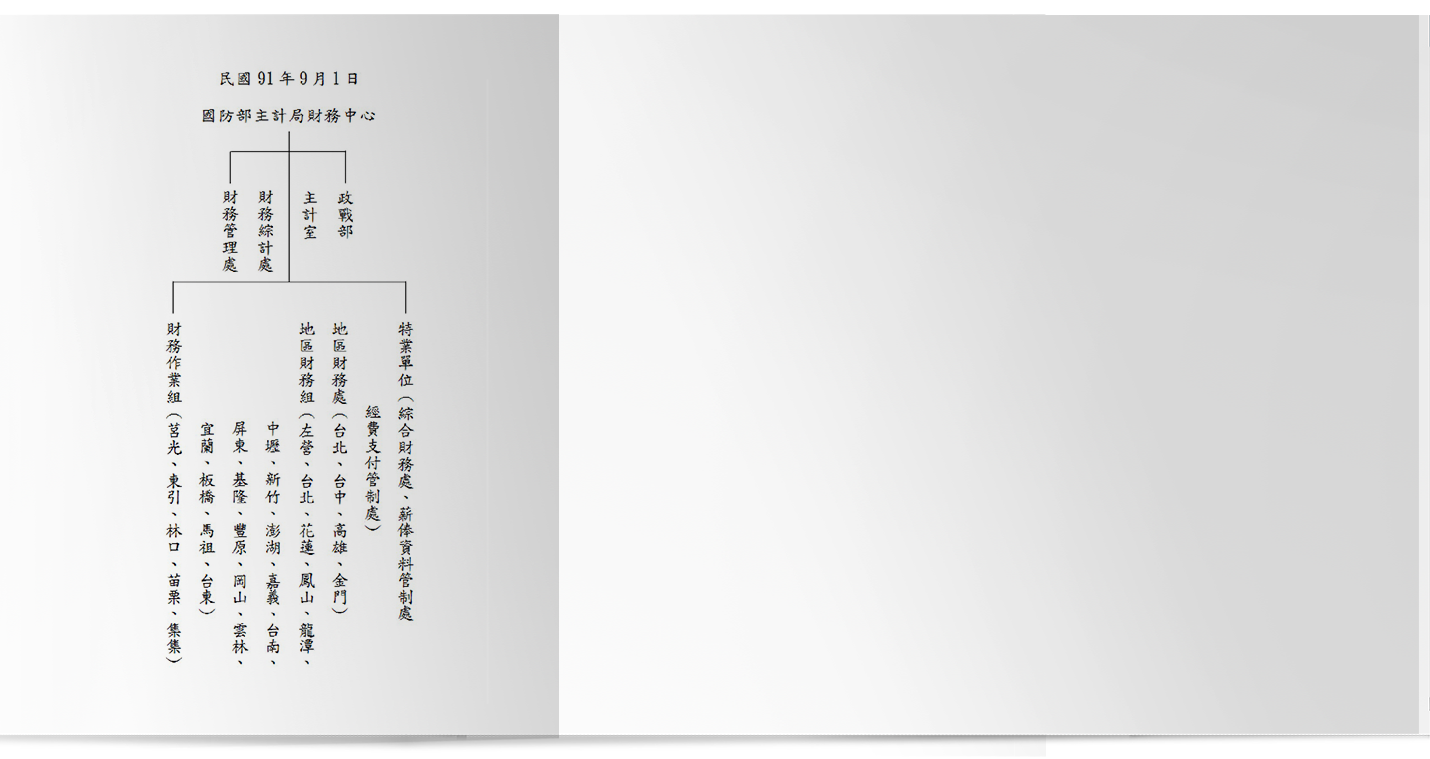 民國 91 年 9 月 1 日
國防部主計局財務中心
政戰部
主計室
財務綜計處
財務管理處
特業單位（綜合財務處、薪俸資料管制處
經費支付管制處）
地區財務處（台北、台中、高雄、金門）
地區財務組（左營、台北、花蓮、鳳山、龍潭、
中壢、新竹、澎湖、嘉義、台南、
屏東、基隆、豐原、岡山、雲林、
宜蘭、板橋、馬祖、台東）
財務作業組（莒光、東引、林口、苗栗、集集）